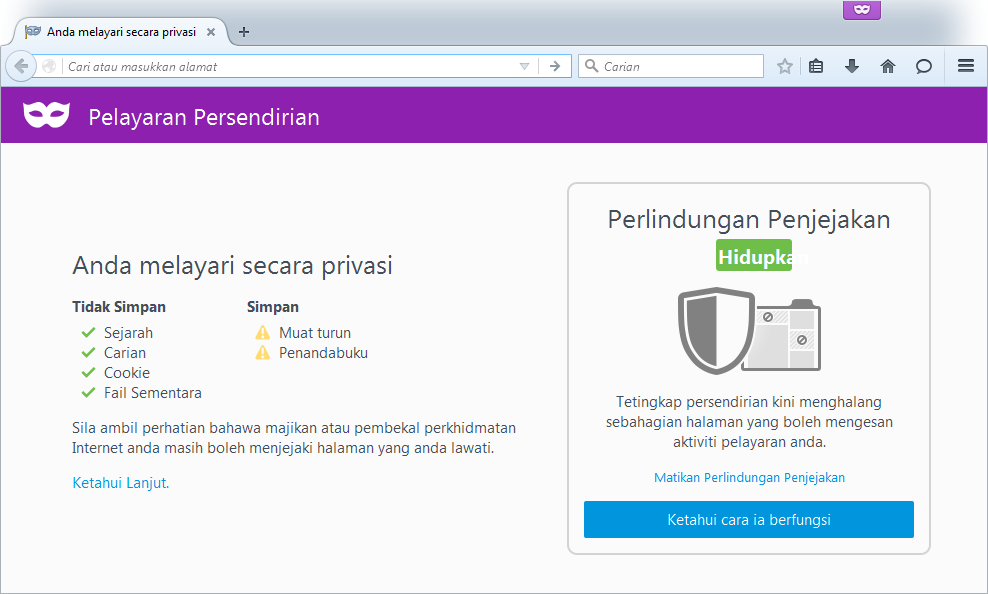 Anda melayari secara privasi
Cari atau masukkan alamat
Carian
Pelayaran Persendirian
Anda melayari secara privasi
Tidak Simpan
Sejarah
Carian
Cookie
Fail Sementara
Simpan
Muat turun
Penandabuku
Sila ambil perhatian bahawa majikan atau pembekal perkhidmatan
Internet anda masih boleh menjejaki halaman yang anda lawati.
Ketahui Lanjut.
Perlindungan Penjejakan
Hidupkan
Tetingkap persendirian kini menghalang
sebahagian halaman yang boleh mengesan
aktiviti pelayaran anda.
Matikan Perlindungan Penjejakan
Ketahui cara ia berfungsi